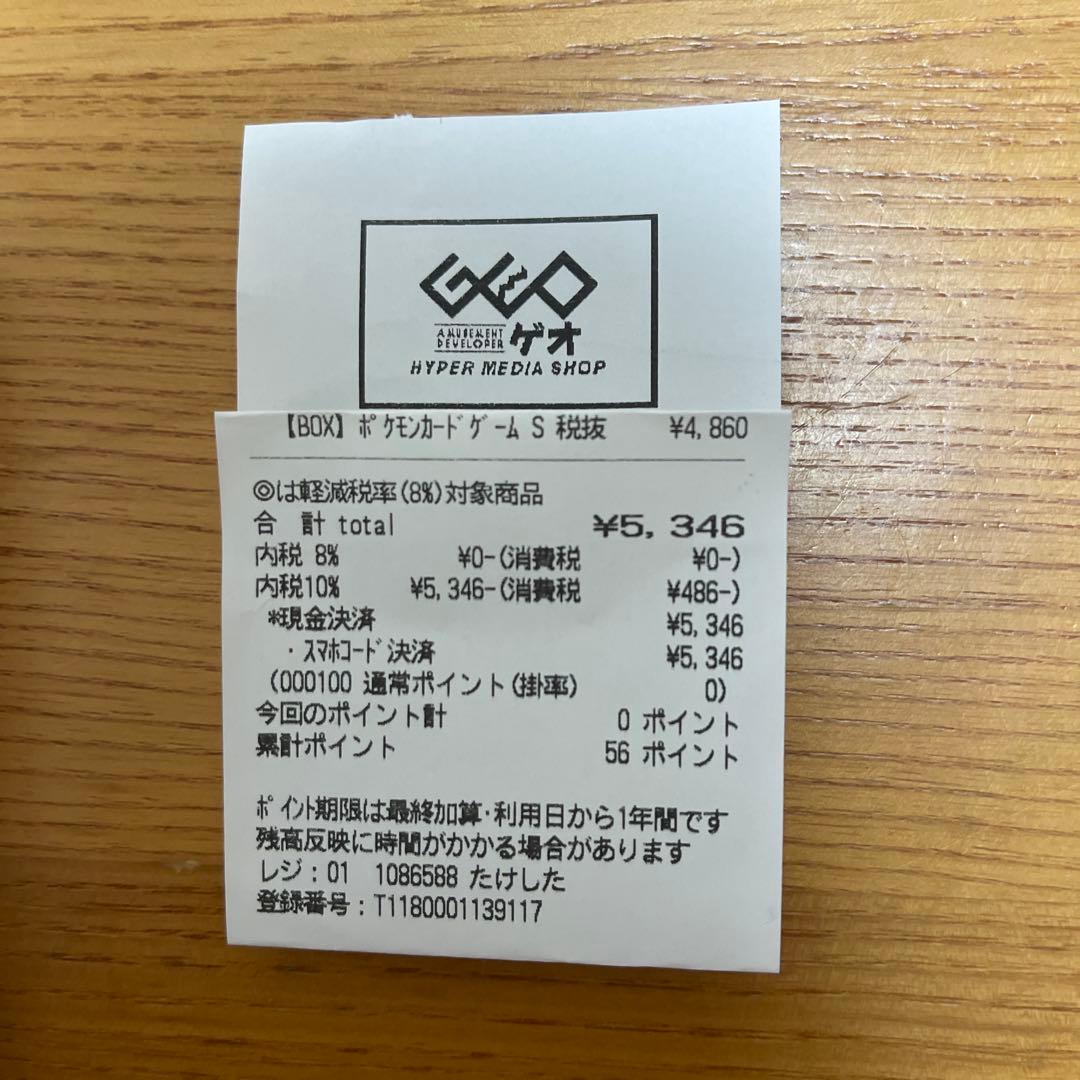 GEO
AMUSEMENT
DEVELOPER ゲオ
HYPER MEDIA SHOP
【BOX】ポケモンカードゲーム S 税抜 ¥4,860
◎は軽減税率(8%)対象商品
合 計 total ¥5,346
内税 8% ¥0-(消費税 ¥0-)
内税10% ¥5,346-(消費税 ¥486-)
*現金決済 ¥5,346
・スマホコード決済 ¥5,346
(000100 通常ポイント(掛率) 0)
今回のポイント計 0 ポイント
累計ポイント 56 ポイント
ポイント期限は最終加算・利用日から1年間です
残高反映に時間がかかる場合があります
レジ:01 1086588 たけした
登録番号:T1180001139117